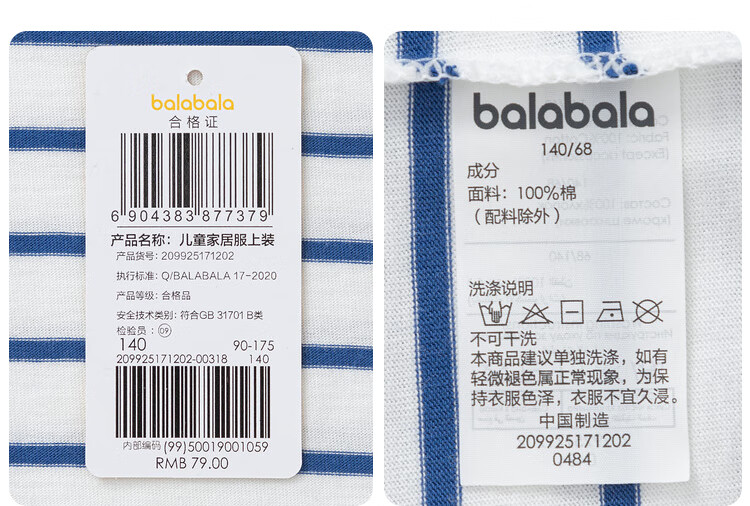 balabala
合格证
6 904383 877379
产品名称：儿童家居服上装
产品货号：209925171202
执行标准：Q/BALABALA 17-2020
产品等级：合格品
安全技术类别：符合GB 31701 B类
检验员：09
140 90-175
209925171202-00318 140
内部编码 (99)50019001059
RMB 79.00
balabala
140/68
成分
面料：100%棉
（配料除外）
洗涤说明
不可干洗
本商品建议单独洗涤，如有
轻微褪色属正常现象，为保
持衣服色泽，衣服不宜久浸。
中国制造
209925171202
0484